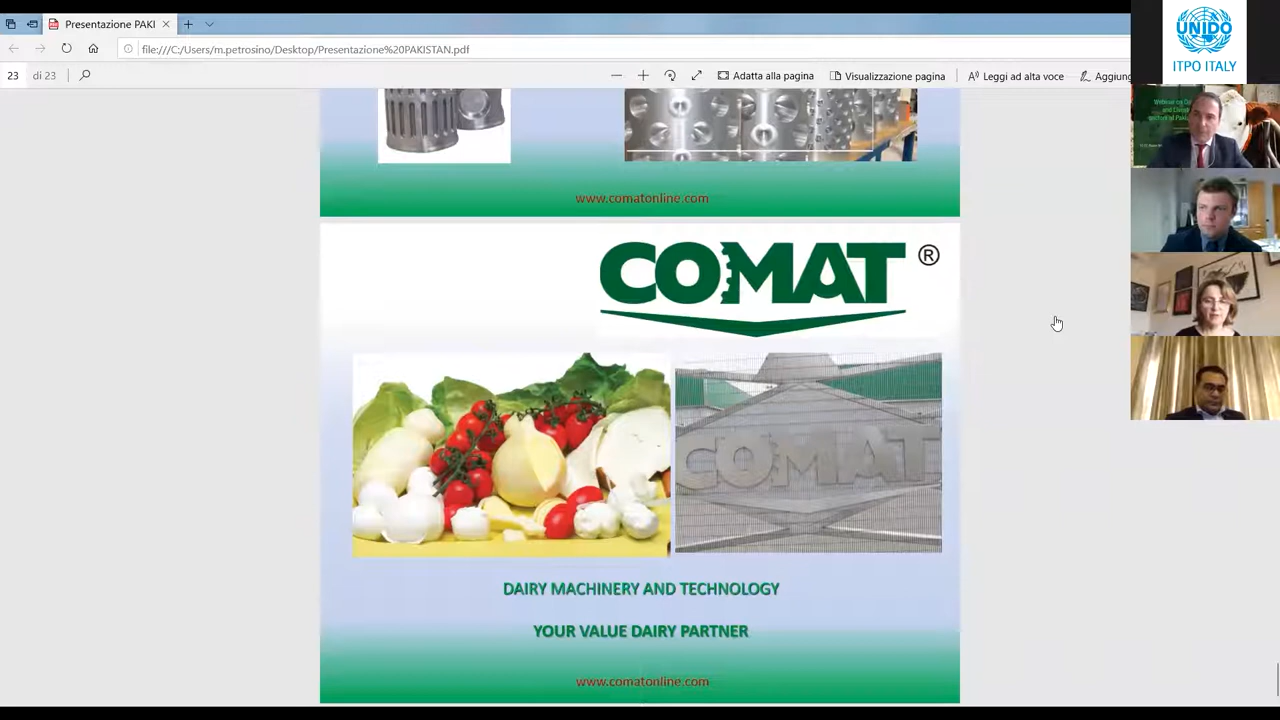 Presentazione PAKI
file:///C:/Users/m.petrosino/Desktop/Presentazione%20PAKISTAN.pdf
23 di 23
Adatta alla pagina
Visualizzazione pagina
Leggi ad alta voce
Aggiung
UNIDO
ITPO ITALY
www.comatonline.com
COMAT ®
COMAT
DAIRY MACHINERY AND TECHNOLOGY
YOUR VALUE DAIRY PARTNER
www.comatonline.com